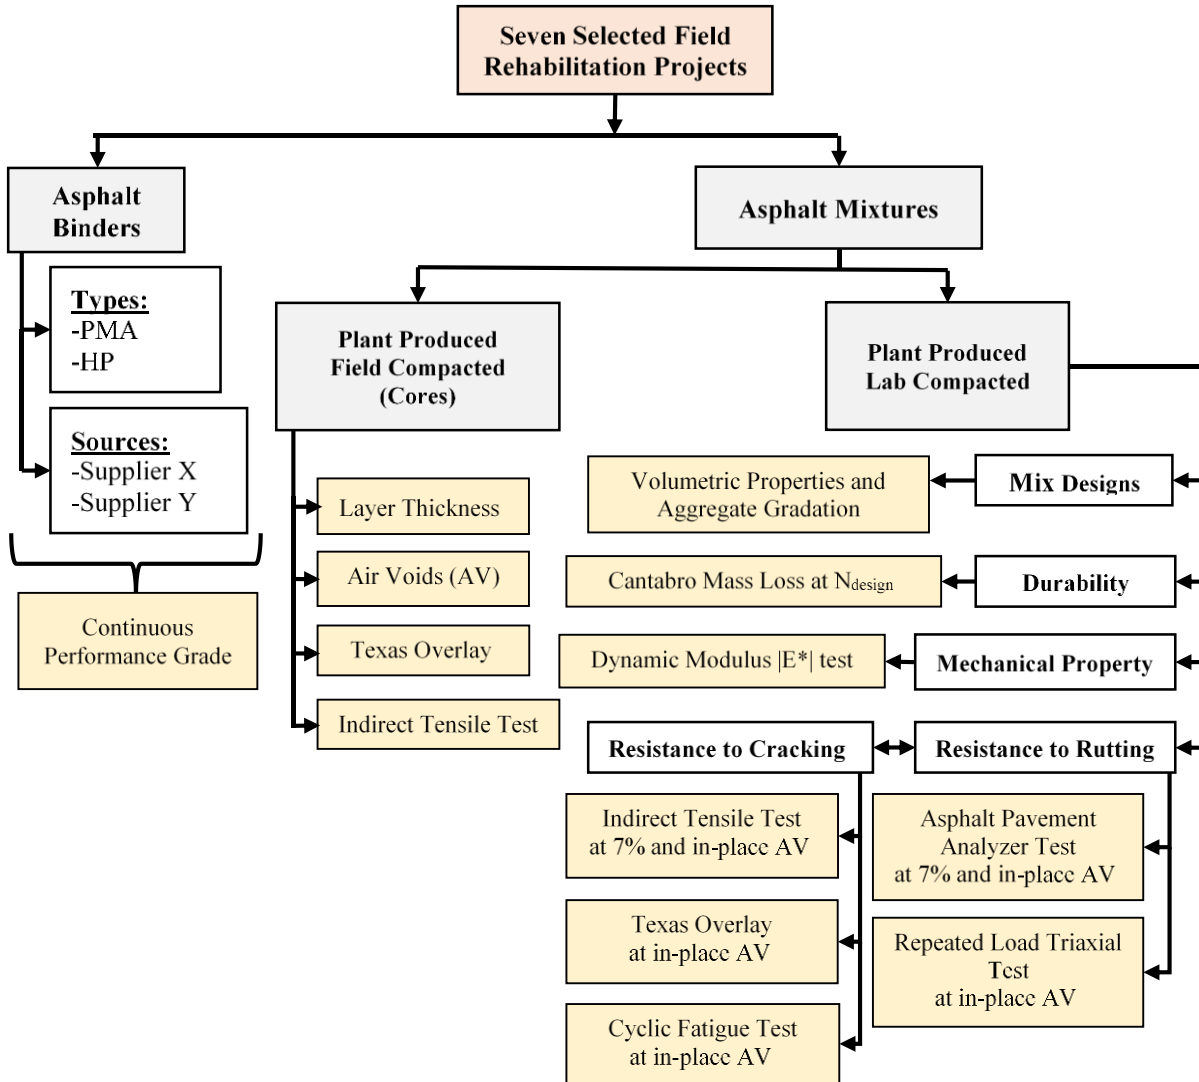 Seven Selected Field
Rehabilitation Projects
Asphalt
Binders
Asphalt Mixtures
Types:
-PMA
-HP
Sources:
-Supplier X
-Supplier Y
Continuous
Performance Grade
Plant Produced
Field Compacted
(Cores)
Layer Thickness
Air Voids (AV)
Texas Overlay
Indirect Tensile Test
Plant Produced
Lab Compacted
Mix Designs
Volumetric Properties and
Aggregate Gradation
Durability
Cantabro Mass Loss at Ndesign
Mechanical Property
Dynamic Modulus |E*| test
Resistance to Cracking
Resistance to Rutting
Indirect Tensile Test
at 7% and in-place AV
Texas Overlay
at in-place AV
Cyclic Fatigue Test
at in-place AV
Asphalt Pavement
Analyzer Test
at 7% and in-place AV
Repeated Load Triaxial
Test
at in-place AV